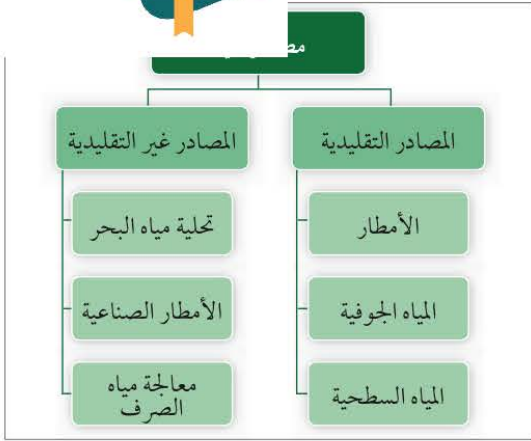 المصادر التقليدية
الأمطار
المياه الجوفية
المياه السطحية
المصادر غير التقليدية
تحلية مياه البحر
الأمطار الصناعية
معالجة مياه
الصرف